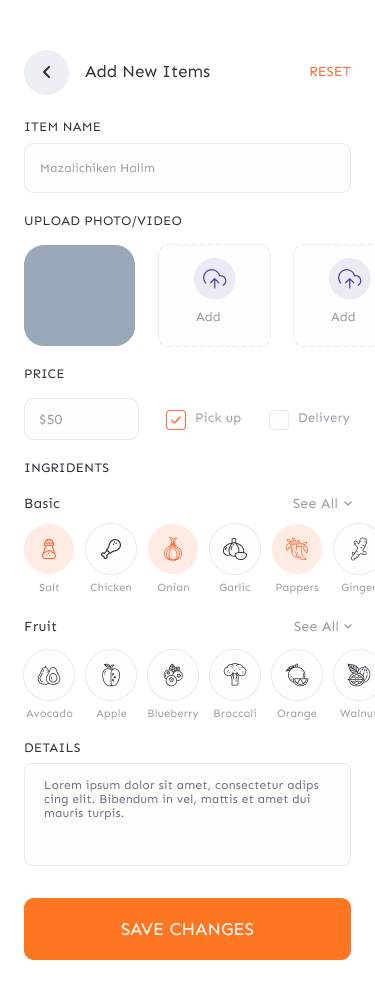 Add New Items
RESET
ITEM NAME
Mazalichiken Halim
UPLOAD PHOTO/VIDEO
Add
Add
PRICE
$50
Pick up
Delivery
INGRIDENTS
Basic
See All
Salt
Chicken
Onion
Garlic
Pappers
Ginger
Fruit
See All
Avocado
Apple
Blueberry
Broccoli
Orange
Walnut
DETAILS
Lorem ipsum dolor sit amet, consectetur adips
cing elit. Bibendum in vel, mattis et amet dui
mauris turpis.
SAVE CHANGES